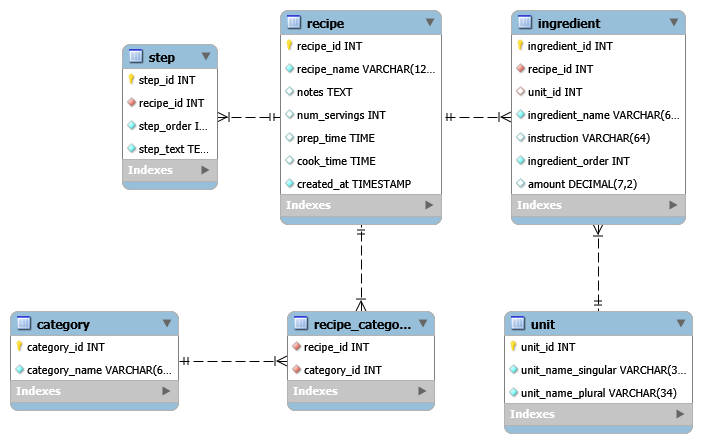 recipe
recipe_id INT
recipe_name VARCHAR(12...
notes TEXT
num_servings INT
prep_time TIME
cook_time TIME
created_at TIMESTAMP
Indexes
step
step_id INT
recipe_id INT
step_order I...
step_text TE...
Indexes
ingredient
ingredient_id INT
recipe_id INT
unit_id INT
ingredient_name VARCHAR(6...
instruction VARCHAR(64)
ingredient_order INT
amount DECIMAL(7,2)
Indexes
category
category_id INT
category_name VARCHAR(6...
Indexes
recipe_catego...
recipe_id INT
category_id INT
Indexes
unit
unit_id INT
unit_name_singular VARCHAR(3...
unit_name_plural VARCHAR(34)
Indexes